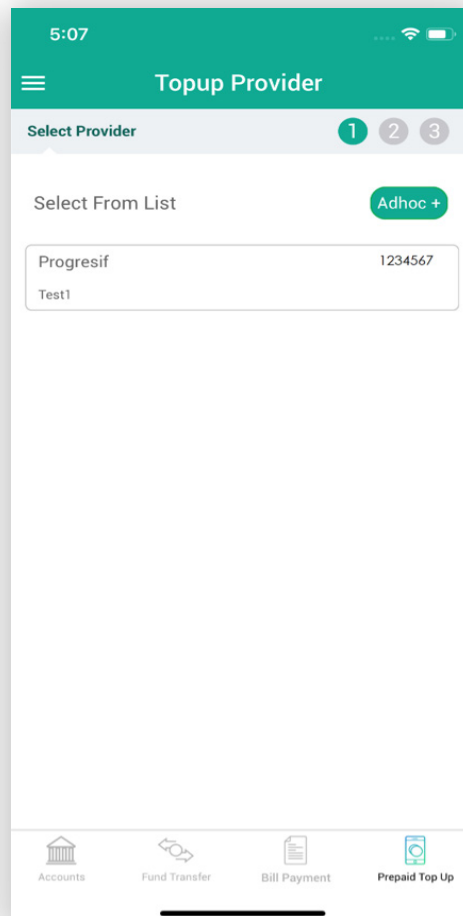 5:07
Topup Provider
Select Provider 1 2 3
Select From List Adhoc +
Progresif 1234567
Test1
Accounts Fund Transfer Bill Payment Prepaid Top Up